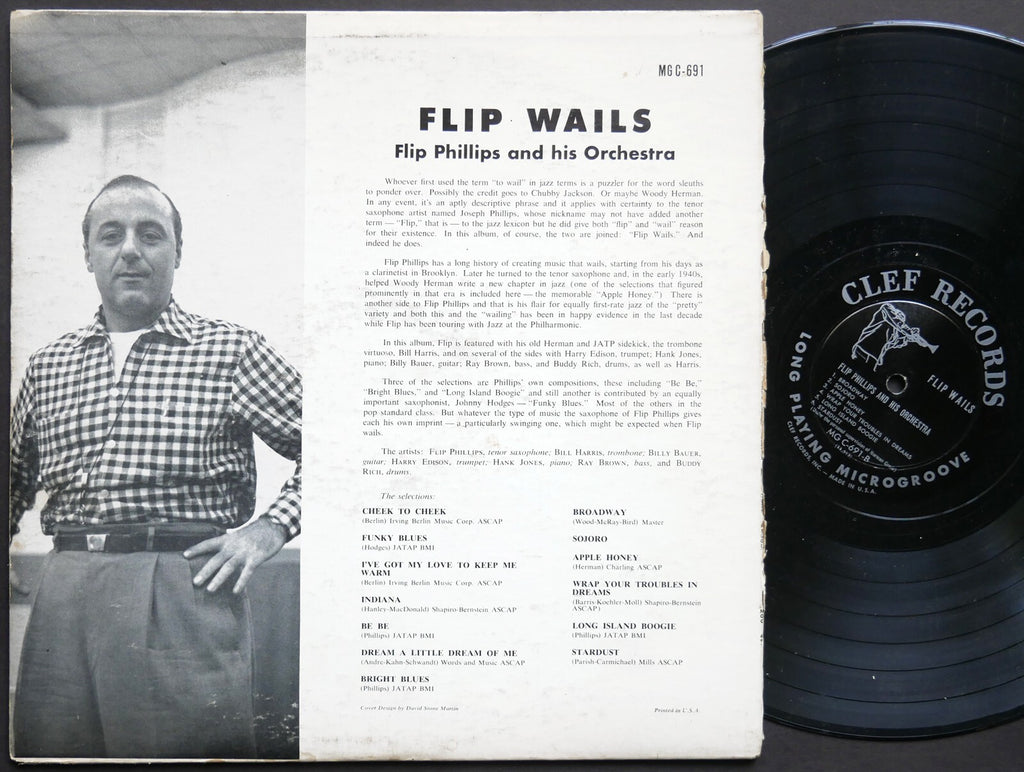 MG C-691
FLIP WAILS
Flip Phillips and his Orchestra
Whoever first used the term "to wail" in jazz terms is a puzzler for the word sleuths
to ponder over. Possibly the credit goes to Chubby Jackson. Or maybe Woody Herman.
In any event, it's an aptly descriptive phrase and it applies with certainty to the tenor
saxophone artist named Joseph Phillips, whose nickname may not have added another
term — "Flip," that is — to the jazz lexicon but he did give both "flip" and "wail" reason
for their existence. In this album, of course, the two are joined: "Flip Wails." And
indeed he does.
Flip Phillips has a long history of creating music that wails, starting from his days as
a clarinetist in Brooklyn. Later he turned to the tenor saxophone and, in the early 1940s,
helped Woody Herman write a new chapter in jazz (one of the selections that figured
prominently in that era is included here — the memorable "Apple Honey.") There is
another side to Flip Phillips and that is his flair for equally first-rate jazz of the "pretty"
variety and both this and the "wailing" has been in happy evidence in the last decade
while Flip has been touring with Jazz at the Philharmonic.
In this album, Flip is featured with his old Herman and JATP sidekick, the trombone
virtuoso, Bill Harris, and on several of the sides with Harry Edison, trumpet; Hank Jones,
piano; Billy Bauer, guitar; Ray Brown, bass, and Buddy Rich, drums, as well as Harris.
Three of the selections are Phillips' own compositions, these including "Be Be,"
"Bright Blues," and "Long Island Boogie" and still another is contributed by an equally
important saxophonist, Johnny Hodges — "Funky Blues." Most of the others in the
pop-standard class. But whatever the type of music the saxophone of Flip Phillips gives
each his own imprint — a particularly swinging one, which might be expected when Flip
wails.
The artists: FLIP PHILLIPS, tenor saxophone; BILL HARRIS, trombone; BILLY BAUER,
guitar; HARRY EDISON, trumpet; HANK JONES, piano; RAY BROWN, bass, and BUDDY
RICH, drums.
The selections:
CHEEK TO CHEEK
(Berlin) Irving Berlin Music Corp. ASCAP
FUNKY BLUES
(Hodges) JATAP BMI
I'VE GOT MY LOVE TO KEEP ME
WARM
(Berlin) Irving Berlin Music Corp. ASCAP
INDIANA
(Hanley-MacDonald) Shapiro-Bernstein ASCAP
BE BE
(Phillips) JATAP BMI
DREAM A LITTLE DREAM OF ME
(Andre-Kahn-Schwandt) Words and Music ASCAP
BRIGHT BLUES
(Phillips) JATAP BMI
BROADWAY
(Wood-McRay-Bird) Master
SOJORO
APPLE HONEY
(Herman) Charling ASCAP
WRAP YOUR TROUBLES IN
DREAMS
(Barris-Koehler-Moll) Shapiro-Bernstein
ASCAP)
LONG ISLAND BOOGIE
(Phillips) JATAP BMI
STARDUST
(Parish-Carmichael) Mills ASCAP
Cover Design by David Stone Martin
Printed in U.S.A.
CLEF RECORDS
FLIP WAILS
FLIP PHILLIPS AND HIS ORCHESTRA
1. BROADWAY
2. SOJORO
3. APPLE HONEY
4. WRAP YOUR TROUBLES IN DREAMS
5. LONG ISLAND BOOGIE
6. STARDUST
MG C-691-B
LONG PLAYING MICROGROOVE
CLEF RECORDS, INC. — MADE IN U.S.A.